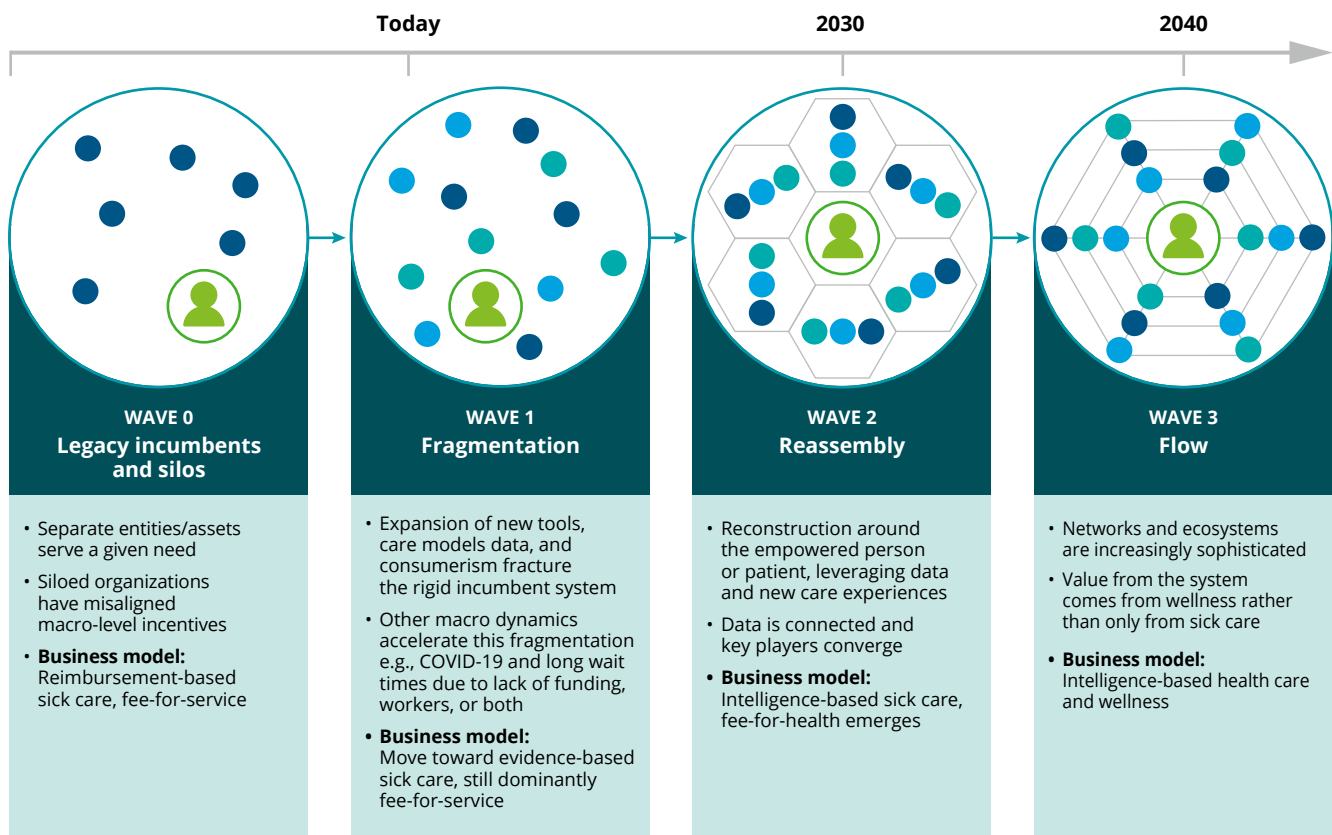 Today
2030
2040
WAVE 0
Legacy incumbents
and silos
• Separate entities/assets
serve a given need
• Siloed organizations
have misaligned
macro-level incentives
• Business model:
Reimbursement-based
sick care, fee-for-service
WAVE 1
Fragmentation
• Expansion of new tools,
care models data, and
consumerism fracture
the rigid incumbent system
• Other macro dynamics
accelerate this fragmentation
e.g., COVID-19 and long wait
times due to lack of funding,
workers, or both
• Business model:
Move toward evidence-based
sick care, still dominantly
fee-for-service
WAVE 2
Reassembly
• Reconstruction around
the empowered person
or patient, leveraging data
and new care experiences
• Data is connected and
key players converge
• Business model:
Intelligence-based sick care,
fee-for-health emerges
WAVE 3
Flow
• Networks and ecosystems
are increasingly sophisticated
• Value from the system
comes from wellness rather
than only from sick care
• Business model:
Intelligence-based health care
and wellness